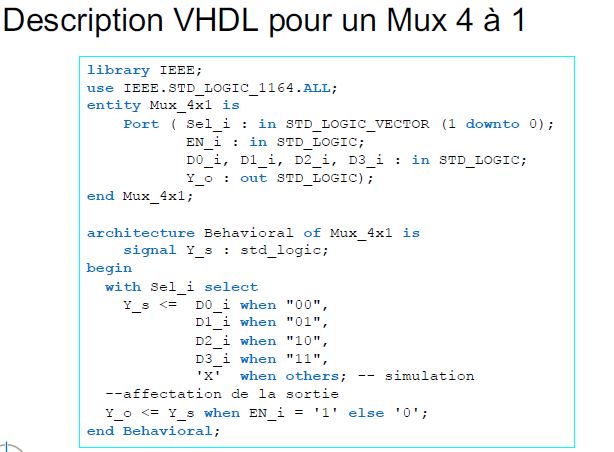 Description VHDL pour un Mux 4 à 1
library IEEE;
use IEEE.STD_LOGIC_1164.ALL;
entity Mux_4x1 is
Port ( Sel_i : in STD_LOGIC_VECTOR (1 downto 0);
EN_i : in STD_LOGIC;
D0_i, D1_i, D2_i, D3_i : in STD_LOGIC;
Y_o : out STD_LOGIC);
end Mux_4x1;
architecture Behavioral of Mux_4x1 is
signal Y_s : std_logic;
begin
with Sel_i select
Y_s <= D0_i when "00",
D1_i when "01",
D2_i when "10",
D3_i when "11",
'X' when others; -- simulation
--affectation de la sortie
Y_o <= Y_s when EN_i = '1' else '0';
end Behavioral;